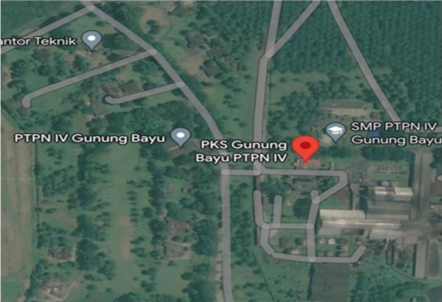 antor Teknik
PTPN IV Gunung Bayu
PKS Gunung
Bayu PTPN IV
SMP PTPN IV
Gunung Bayu